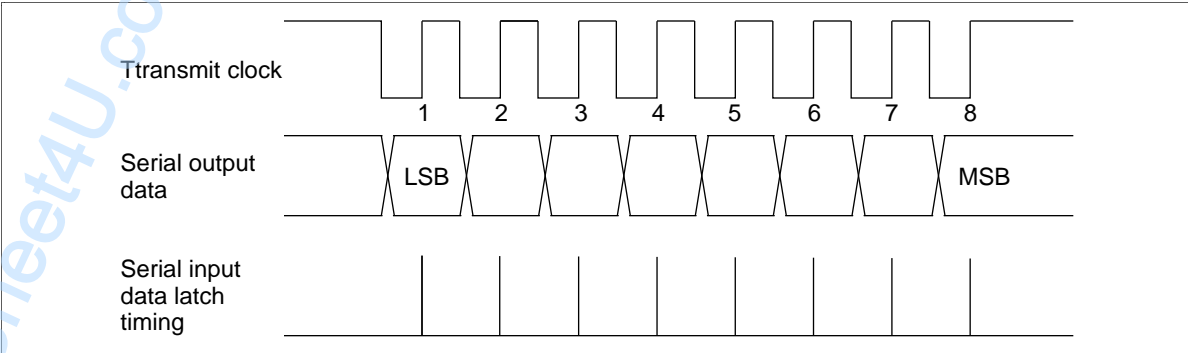 Ttransmit clock
1 2 3 4 5 6 7 8
Serial output
data
LSB
MSB
Serial input
data latch
timing